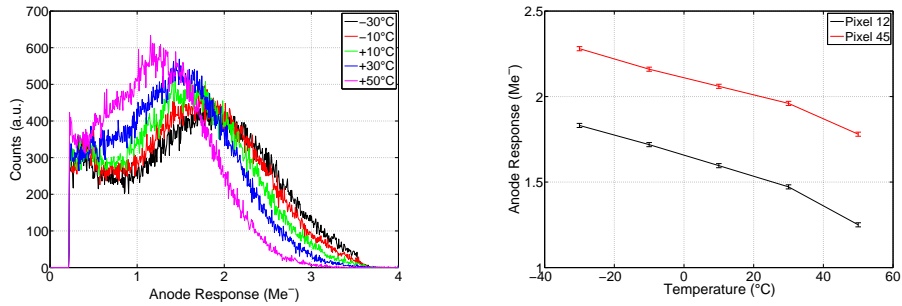 700
600
500
400
300
200
100
0
0 1 2 3 4
Counts (a.u.)
Anode Response (Me⁻)
−30°C
−10°C
+10°C
+30°C
+50°C
2.5
2
1.5
1
−40 −20 0 20 40 60
Anode Response (Me⁻)
Temperature (°C)
Pixel 12
Pixel 45